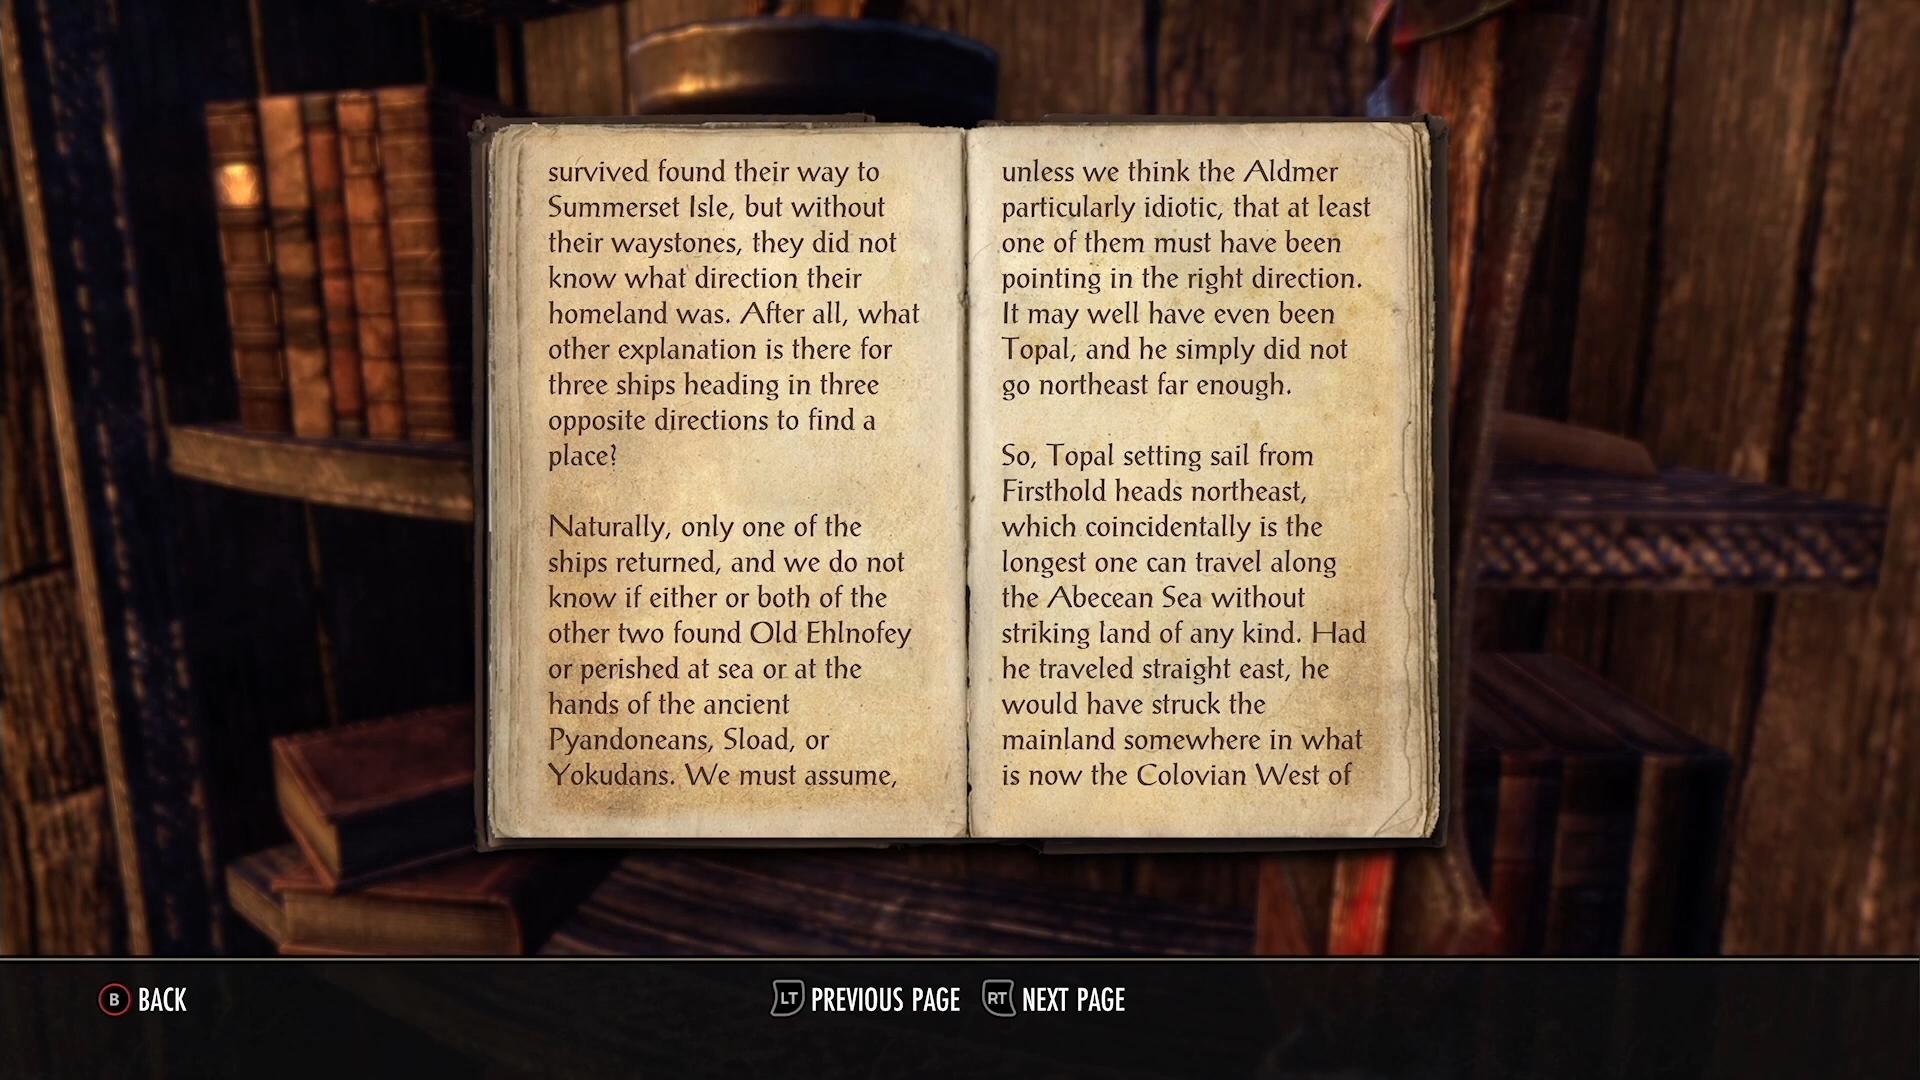 survived found their way to
Summerset Isle, but without
their waystones, they did not
know what direction their
homeland was. After all, what
other explanation is there for
three ships heading in three
opposite directions to find a
place?
Naturally, only one of the
ships returned, and we do not
know if either or both of the
other two found Old Ehlnofey
or perished at sea or at the
hands of the ancient
Pyandoneans, Sload, or
Yokudans. We must assume,
unless we think the Aldmer
particularly idiotic, that at least
one of them must have been
pointing in the right direction.
It may well have even been
Topal, and he simply did not
go northeast far enough.
So, Topal setting sail from
Firsthold heads northeast,
which coincidentally is the
longest one can travel along
the Abecean Sea without
striking land of any kind. Had
he traveled straight east, he
would have struck the
mainland somewhere in what
is now the Colovian West of
B BACK
LT PREVIOUS PAGE RT NEXT PAGE